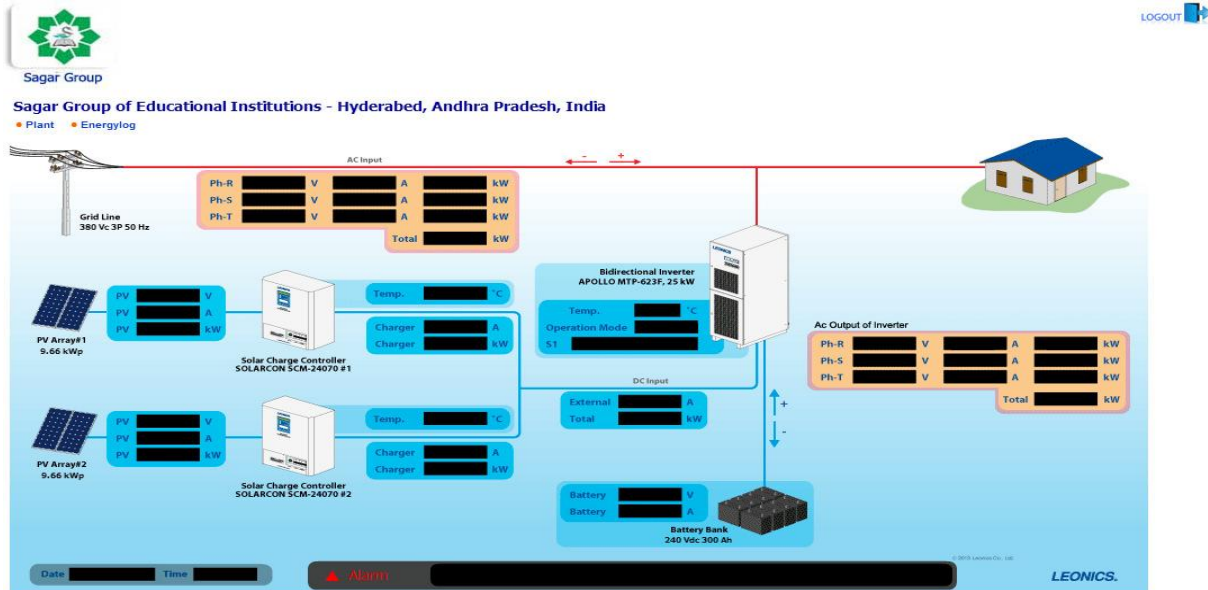 LOGOUT
Sagar Group
Sagar Group of Educational Institutions - Hyderabed, Andhra Pradesh, India
Plant Energylog
AC Input
- +
Ph-R V A kW
Ph-S V A kW
Ph-T V A kW
Total kW
Grid Line
380 Vc 3P 50 Hz
LEONICS
Bidirectional Inverter
APOLLO MTP-623F, 25 kW
Temp. °C
Operation Mode
S1
PV V
PV A
PV kW
PV Array#1
9.66 kWp
Temp. °C
Charger A
Charger kW
Solar Charge Controller
SOLARCON SCM-24070 #1
Ac Output of Inverter
Ph-R V A kW
Ph-S V A kW
Ph-T V A kW
Total kW
DC Input
External A
Total kW
+
-
PV V
PV A
PV kW
PV Array#2
9.66 kWp
Temp. °C
Charger A
Charger kW
Solar Charge Controller
SOLARCON SCM-24070 #2
Battery V
Battery A
Battery Bank
240 Vdc 300 Ah
Date Time
Alarm
LEONICS.